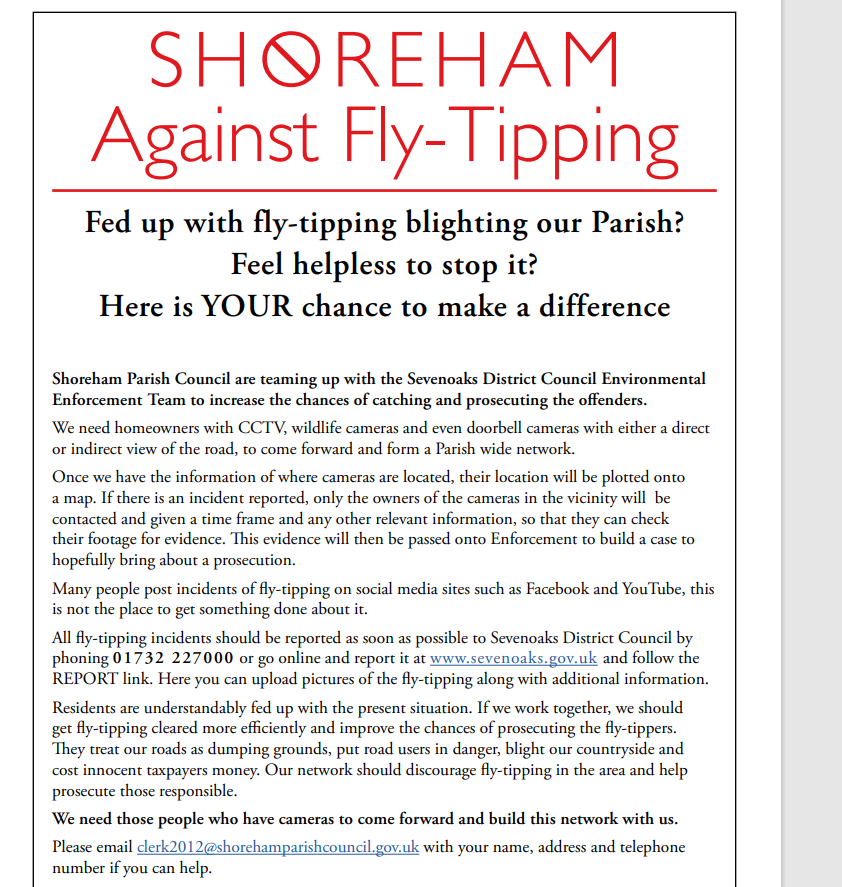 SHOREHAM
Against Fly-Tipping
Fed up with fly-tipping blighting our Parish?
Feel helpless to stop it?
Here is YOUR chance to make a difference
Shoreham Parish Council are teaming up with the Sevenoaks District Council Environmental
Enforcement Team to increase the chances of catching and prosecuting the offenders.
We need homeowners with CCTV, wildlife cameras and even doorbell cameras with either a direct
or indirect view of the road, to come forward and form a Parish wide network.
Once we have the information of where cameras are located, their location will be plotted onto
a map. If there is an incident reported, only the owners of the cameras in the vicinity will  be
contacted and given a time frame and any other relevant information, so that they can check
their footage for evidence. This evidence will then be passed onto Enforcement to build a case to
hopefully bring about a prosecution.
Many people post incidents of fly-tipping on social media sites such as Facebook and YouTube, this
is not the place to get something done about it.
All fly-tipping incidents should be reported as soon as possible to Sevenoaks District Council by
phoning 01732 227000 or go online and report it at www.sevenoaks.gov.uk and follow the
REPORT link. Here you can upload pictures of the fly-tipping along with additional information.
Residents are understandably fed up with the present situation. If we work together, we should
get fly-tipping cleared more efficiently and improve the chances of prosecuting the fly-tippers.
They treat our roads as dumping grounds, put road users in danger, blight our countryside and
cost innocent taxpayers money. Our network should discourage fly-tipping in the area and help
prosecute those responsible.
We need those people who have cameras to come forward and build this network with us.
Please email clerk2012@shorehamparishcouncil.gov.uk with your name, address and telephone
number if you can help.